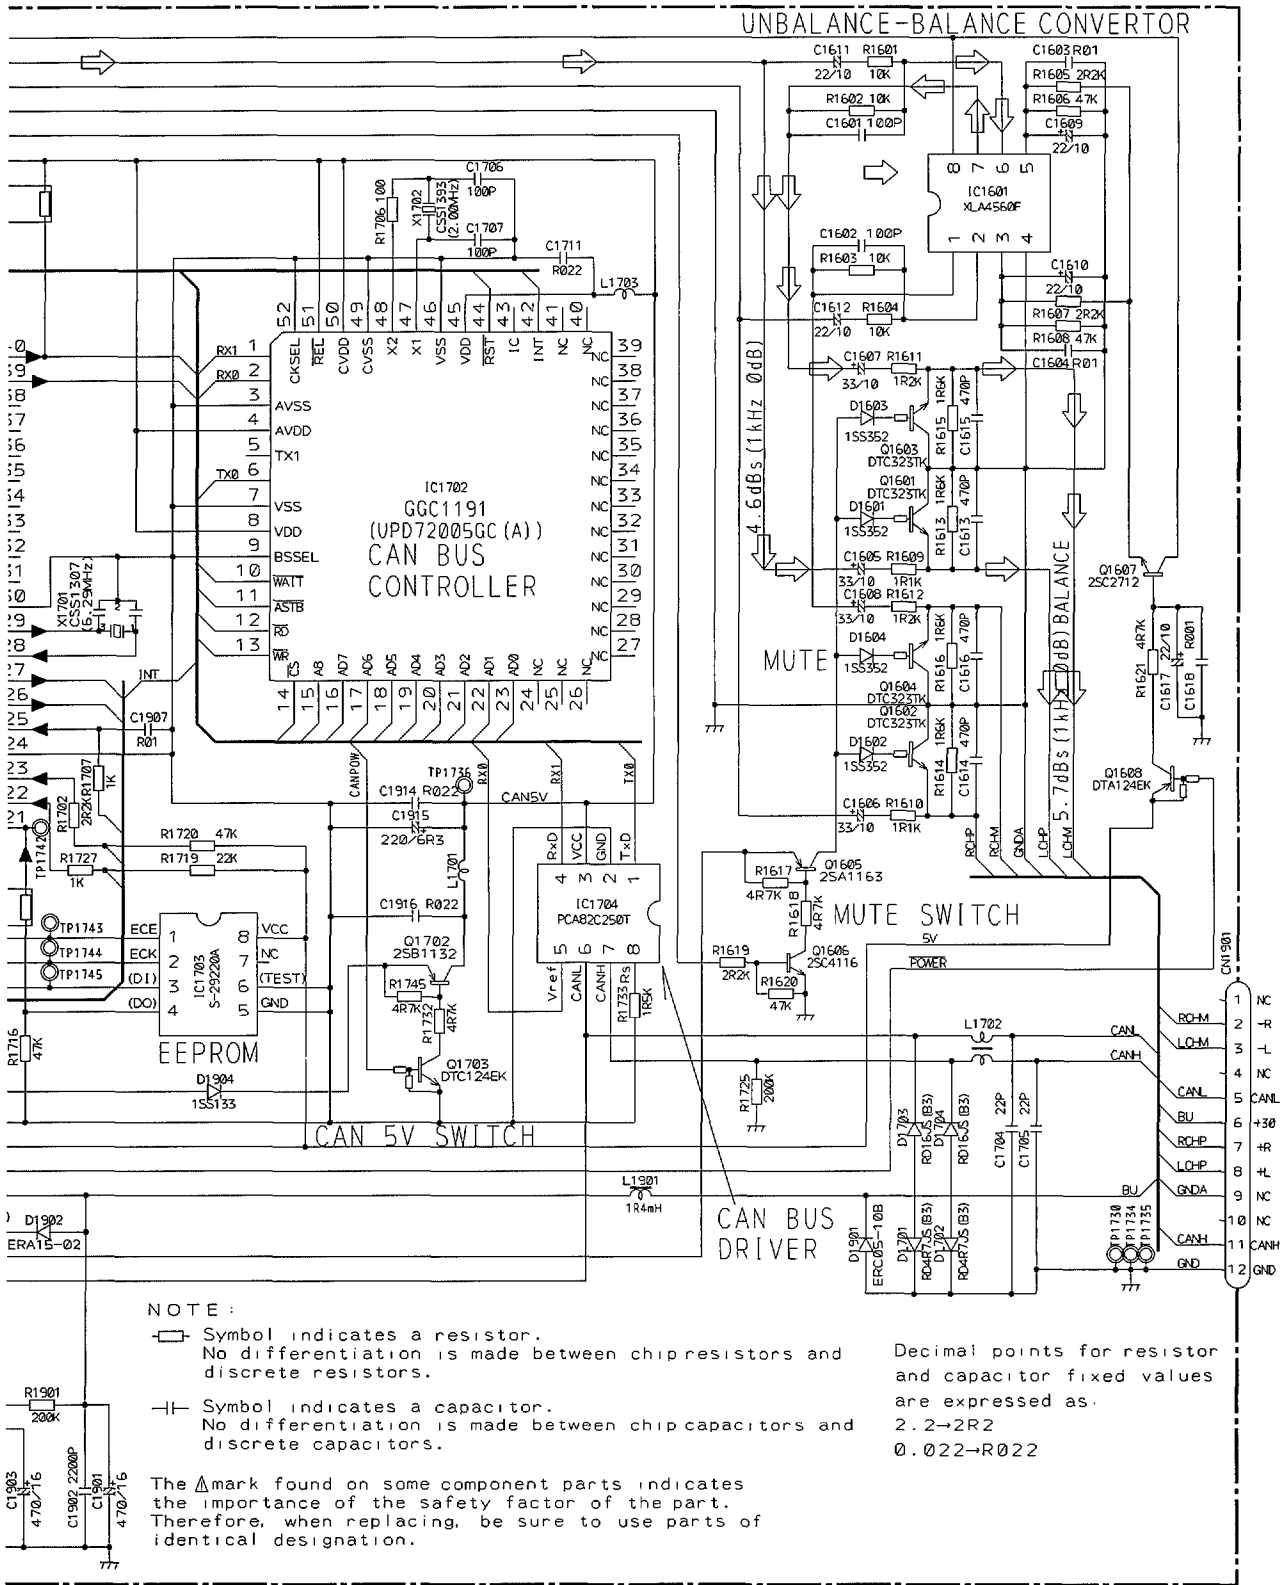 UNBALANCE-BALANCE CONVERTOR
C1611 R1601
22/10 10K
R1602 10K
C1601 100P
C1603 R01
R1605 2R2K
R1606 47K
C1609
22/10
8 7 6 5
IC1601
XLA4560F
1 2 3 4
C1706
100P
R1706 100
X1702
CSS1393
(2.00MHz)
C1707
100P
C1711
R022
L1703
C1602 100P
R1603 10K
C1612 R1604
22/10 10K
C1610
22/10
R1607 2R2K
R1608 47K
C1604 R01
52 51 50 49 48 47 46 45 44 43 42 41 40
CKSEL REL CVDD CVSS X2 X1 VSS VDD RST IC INT NC NC
RX1 1
RX0 2
3 AVSS
4 AVDD
5 TX1
TX0 6
7 VSS
8 VDD
9 BSSEL
10 WAIT
11 ASTB
12 RD
13 WR
IC1702
GGC1191
(UPD72005GC(A))
CAN BUS
CONTROLLER
NC 39
NC 38
NC 37
NC 36
NC 35
NC 34
NC 33
NC 32
NC 31
NC 30
NC 29
NC 28
NC 27
CS A8 AD7 AD6 AD5 AD4 AD3 AD2 AD1 AD0 NC NC NC
14 15 16 17 18 19 20 21 22 23 24 25 26
X1701
CSS1307
(6.29MHz)
INT
30
29
28
27
26
25
24
23
22
21
4.6dBs(1kHz 0dB)
C1607 R1611
33/10 1R2K
D1603
1SS352
Q1603
DTC323TK
R1615 1R6K
C1615 470P
Q1601
DTC323TK
D1601
1SS352
R1613 1R6K
C1613 470P
C1605 R1609
33/10 1R1K
C1608 R1612
33/10 1R2K
MUTE
D1604
1SS352
R1616 1R6K
C1616 470P
Q1604
DTC323TK
Q1602
DTC323TK
D1602
1SS352
R1614 1R6K
C1614 470P
C1606 R1610
33/10 1R1K
5.7dBs(1kHz 0dB)BALANCE
Q1607
2SC2712
R1621 4R7K
C1617 22/10
C1618 R001
Q1608
DTA124EK
RCHP
RCHM
GNDA
LCHP
LCHM
C1907
R01
R1707
1K
R1702
2R2K
TP1742
R1720 47K
R1719 22K
R1727
1K
CANPOW
RX0
RX1
TX0
TP1736
C1914 R022
CAN5V
C1915
220/6R3
L1701
C1916 R022
RxD VCC GND TxD
4 3 2 1
IC1704
PCA82C250T
5 6 7 8
Vref CANL CANH Rs
R1733
1R5K
Q1605
2SA1163
R1617
4R7K
R1618
4R7K
MUTE SWITCH
R1619
2R2K
Q1606
2SC4116
R1620
47K
5V
POWER
CN1901
TP1743
TP1744
TP1745
ECE 1
ECK 2
(DI) 3
(DO) 4
IC1703
S-29220A
8 VCC
7 NC
6 (TEST)
5 GND
EEPROM
R1716
47K
Q1702
2SB1132
R1745
4R7K
R1732
4R7K
Q1703
DTC124EK
D1904
1SS133
CAN 5V SWITCH
L1702
CANL
CANH
R1725
200K
D1703
RD16JS(B3)
D1704
RD16JS(B3)
C1704 22P
C1705 22P
1 NC
RCHM 2 -R
LCHM 3 -L
4 NC
CANL 5 CANL
BU 6 +30
RCHP 7 +R
LCHP 8 +L
GNDA 9 NC
10 NC
CANH 11 CANH
GND 12 GND
L1901
1R4mH
BU
CAN BUS
DRIVER
D1901
ERC05-10B
D1701
RD4R7JS(B3)
D1702
RD4R7JS(B3)
TP1730
TP1734
TP1735
D1902
ERA15-02
R1901
200K
C1903
470/16
C1902 2200P
C1901
470/16
NOTE:
Symbol indicates a resistor.
No differentiation is made between chip resistors and
discrete resistors.
Symbol indicates a capacitor.
No differentiation is made between chip capacitors and
discrete capacitors.
The ⚠ mark found on some component parts indicates
the importance of the safety factor of the part.
Therefore, when replacing, be sure to use parts of
identical designation.
Decimal points for resistor
and capacitor fixed values
are expressed as.
2.2→2R2
0.022→R022